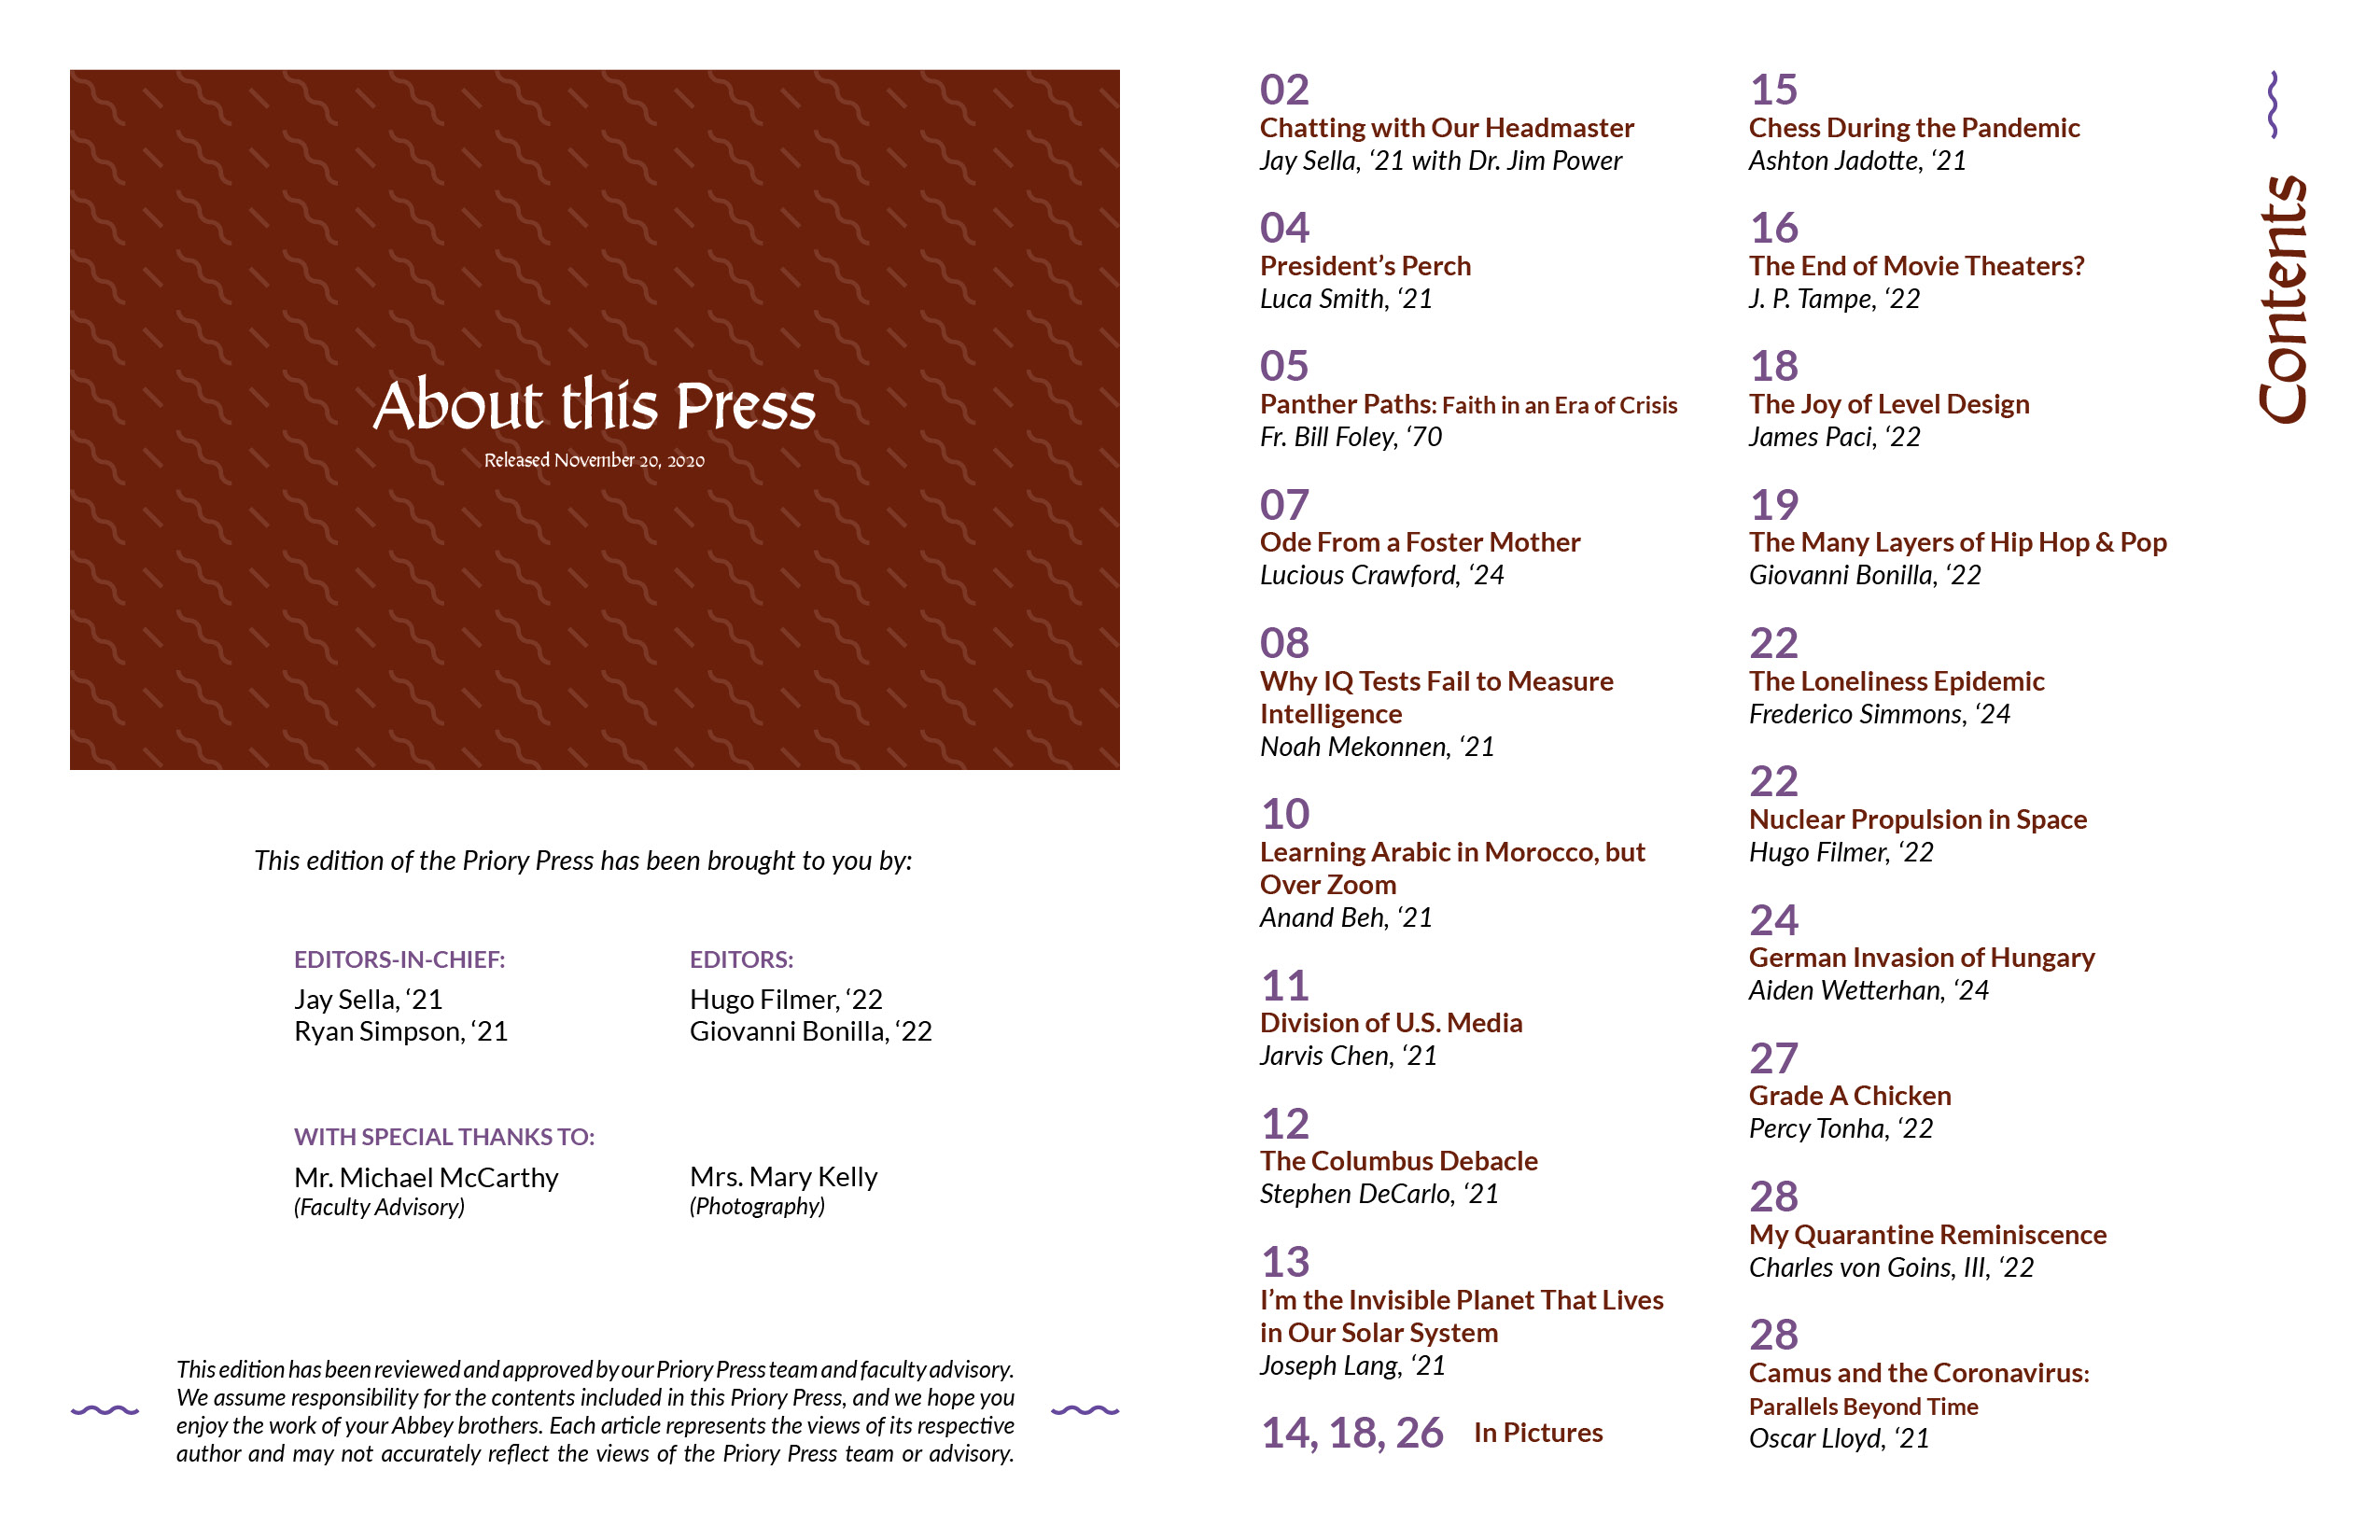 About this Press
Released November 20, 2020
This edition of the Priory Press has been brought to you by:
EDITORS-IN-CHIEF:
Jay Sella, ‘21
Ryan Simpson, ‘21
EDITORS:
Hugo Filmer, ‘22
Giovanni Bonilla, ‘22
WITH SPECIAL THANKS TO:
Mr. Michael McCarthy
(Faculty Advisory)
Mrs. Mary Kelly
(Photography)
This edition has been reviewed and approved by our Priory Press team and faculty advisory.
We assume responsibility for the contents included in this Priory Press, and we hope you
enjoy the work of your Abbey brothers. Each article represents the views of its respective
author and may not accurately reflect the views of the Priory Press team or advisory.
Contents
02
Chatting with Our Headmaster
Jay Sella, ‘21 with Dr. Jim Power
04
President’s Perch
Luca Smith, ‘21
05
Panther Paths: Faith in an Era of Crisis
Fr. Bill Foley, ‘70
07
Ode From a Foster Mother
Lucious Crawford, ‘24
08
Why IQ Tests Fail to Measure
Intelligence
Noah Mekonnen, ‘21
10
Learning Arabic in Morocco, but
Over Zoom
Anand Beh, ‘21
11
Division of U.S. Media
Jarvis Chen, ‘21
12
The Columbus Debacle
Stephen DeCarlo, ‘21
13
I’m the Invisible Planet That Lives
in Our Solar System
Joseph Lang, ‘21
14, 18, 26 In Pictures
15
Chess During the Pandemic
Ashton Jadotte, ‘21
16
The End of Movie Theaters?
J. P. Tampe, ‘22
18
The Joy of Level Design
James Paci, ‘22
19
The Many Layers of Hip Hop & Pop
Giovanni Bonilla, ‘22
22
The Loneliness Epidemic
Frederico Simmons, ‘24
22
Nuclear Propulsion in Space
Hugo Filmer, ‘22
24
German Invasion of Hungary
Aiden Wetterhan, ‘24
27
Grade A Chicken
Percy Tonha, ‘22
28
My Quarantine Reminiscence
Charles von Goins, III, ‘22
28
Camus and the Coronavirus:
Parallels Beyond Time
Oscar Lloyd, ‘21